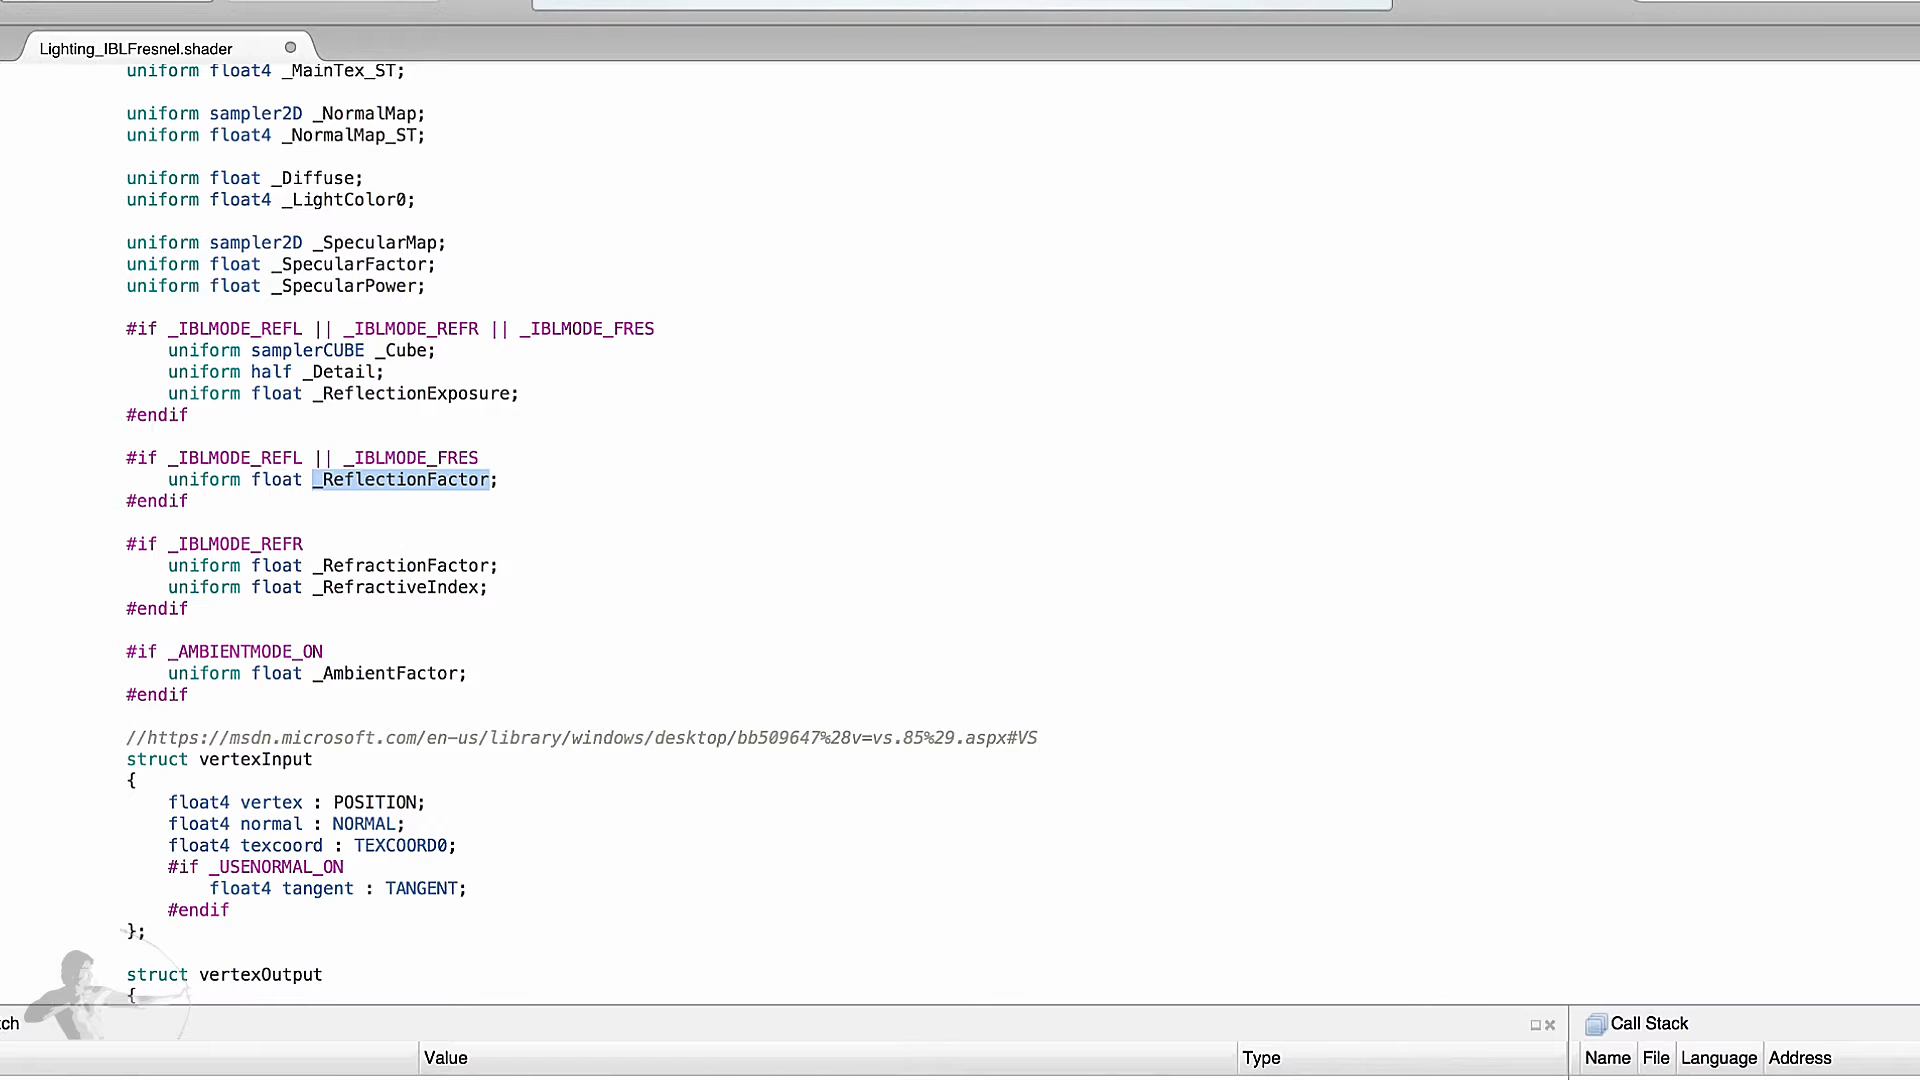 Lighting_IBLFresnel.shader
uniform float4 _MainTex_ST;
uniform sampler2D _NormalMap;
uniform float4 _NormalMap_ST;
uniform float _Diffuse;
uniform float4 _LightColor0;
uniform sampler2D _SpecularMap;
uniform float _SpecularFactor;
uniform float _SpecularPower;
#if _IBLMODE_REFL || _IBLMODE_REFR || _IBLMODE_FRES
uniform samplerCUBE _Cube;
uniform half _Detail;
uniform float _ReflectionExposure;
#endif
#if _IBLMODE_REFL || _IBLMODE_FRES
uniform float _ReflectionFactor;
#endif
#if _IBLMODE_REFR
uniform float _RefractionFactor;
uniform float _RefractiveIndex;
#endif
#if _AMBIENTMODE_ON
uniform float _AmbientFactor;
#endif
//https://msdn.microsoft.com/en-us/library/windows/desktop/bb509647%28v=vs.85%29.aspx#VS
struct vertexInput
{
float4 vertex : POSITION;
float4 normal : NORMAL;
float4 texcoord : TEXCOORD0;
#if _USENORMAL_ON
float4 tangent : TANGENT;
#endif
};
struct vertexOutput
{
tch
Call Stack
Value Type Name File Language Address